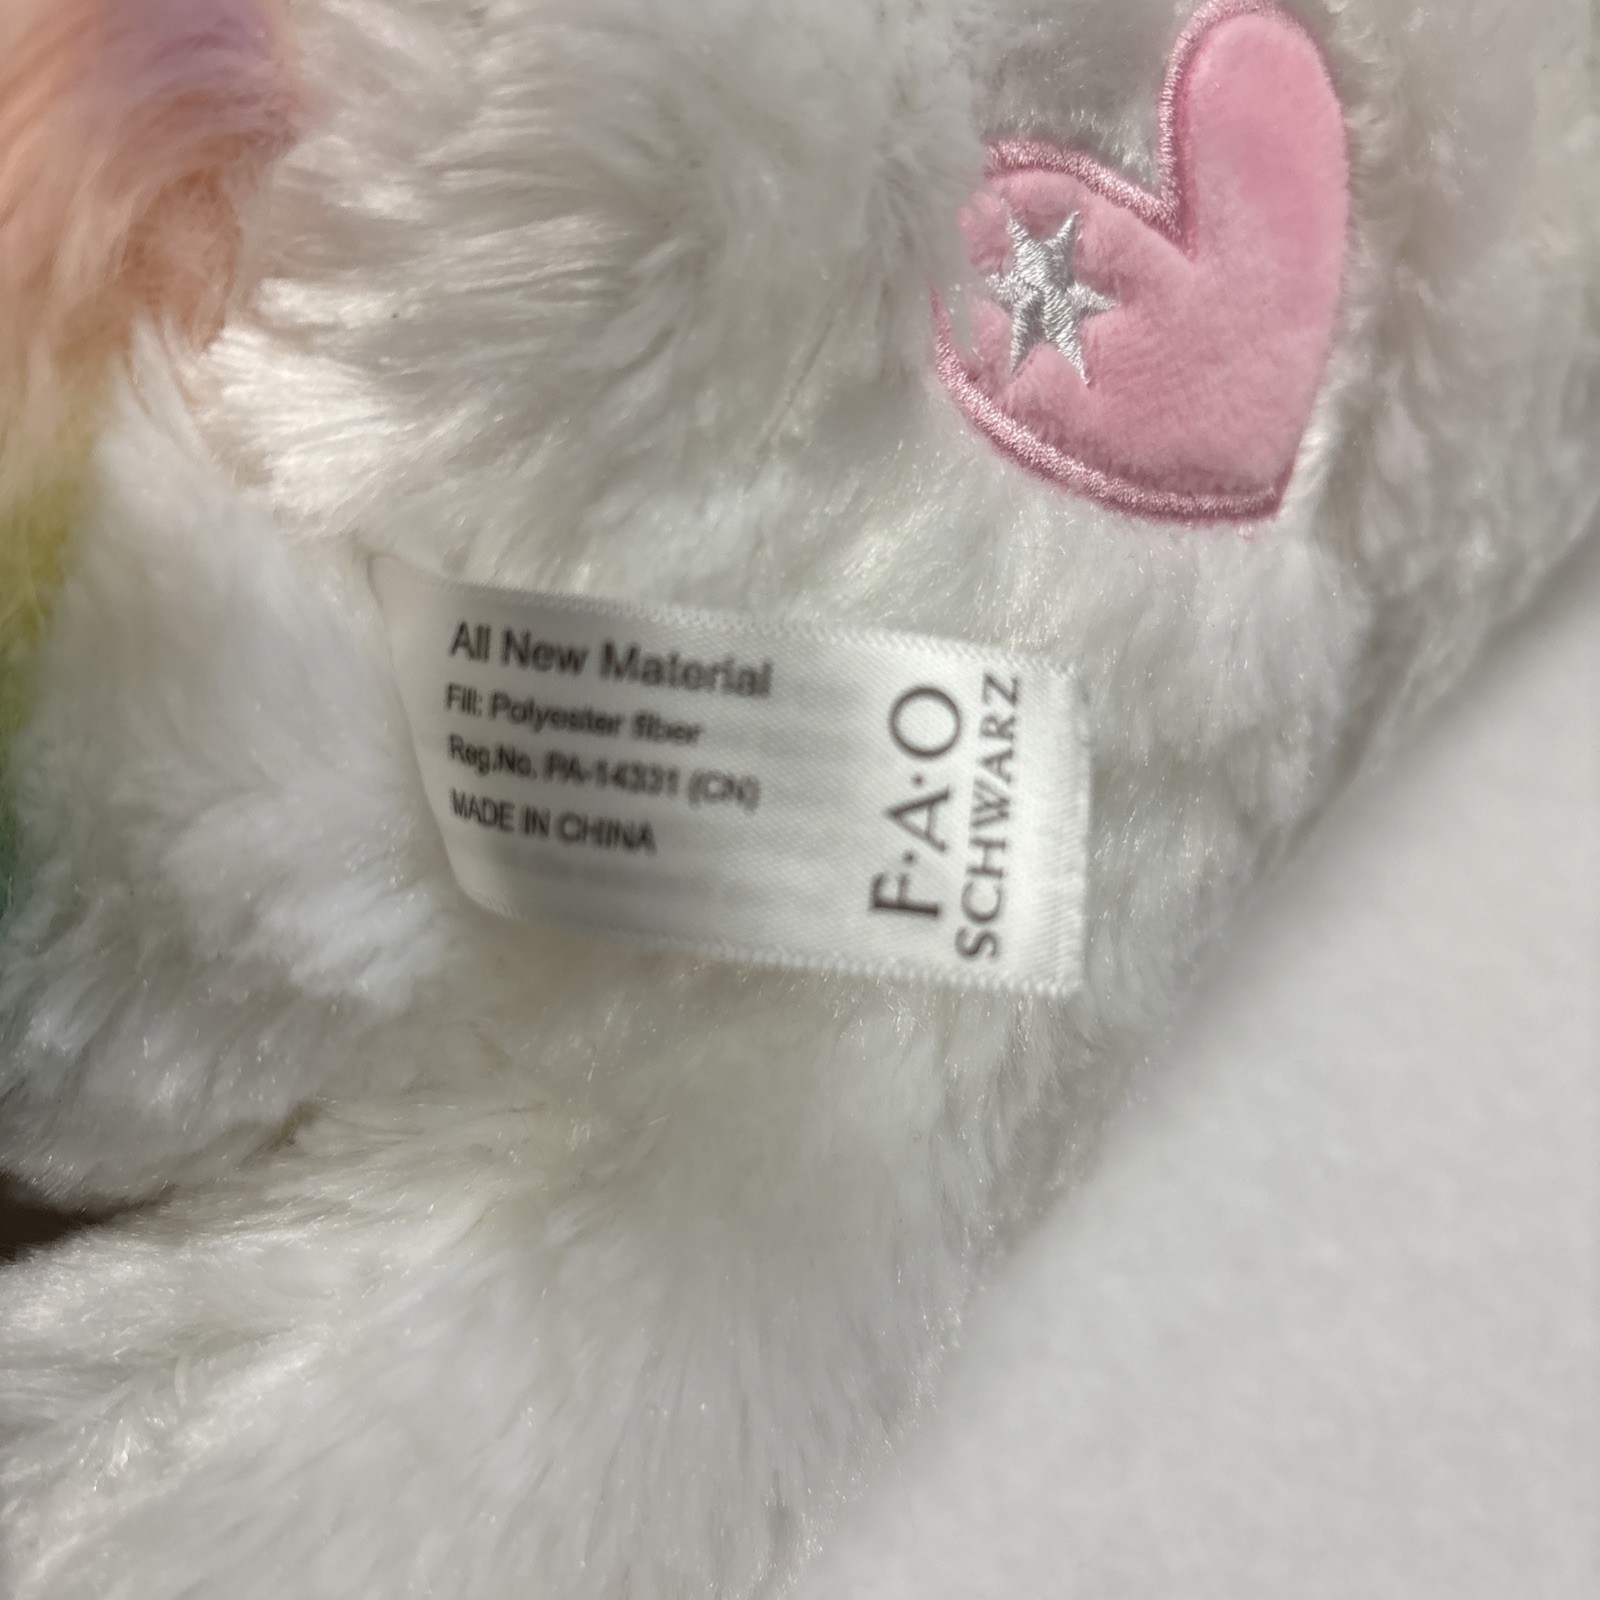 All New Material
Fill: Polyester fiber
Reg.No. PA-14331 (CN)
MADE IN CHINA
F·A·O
SCHWARZ